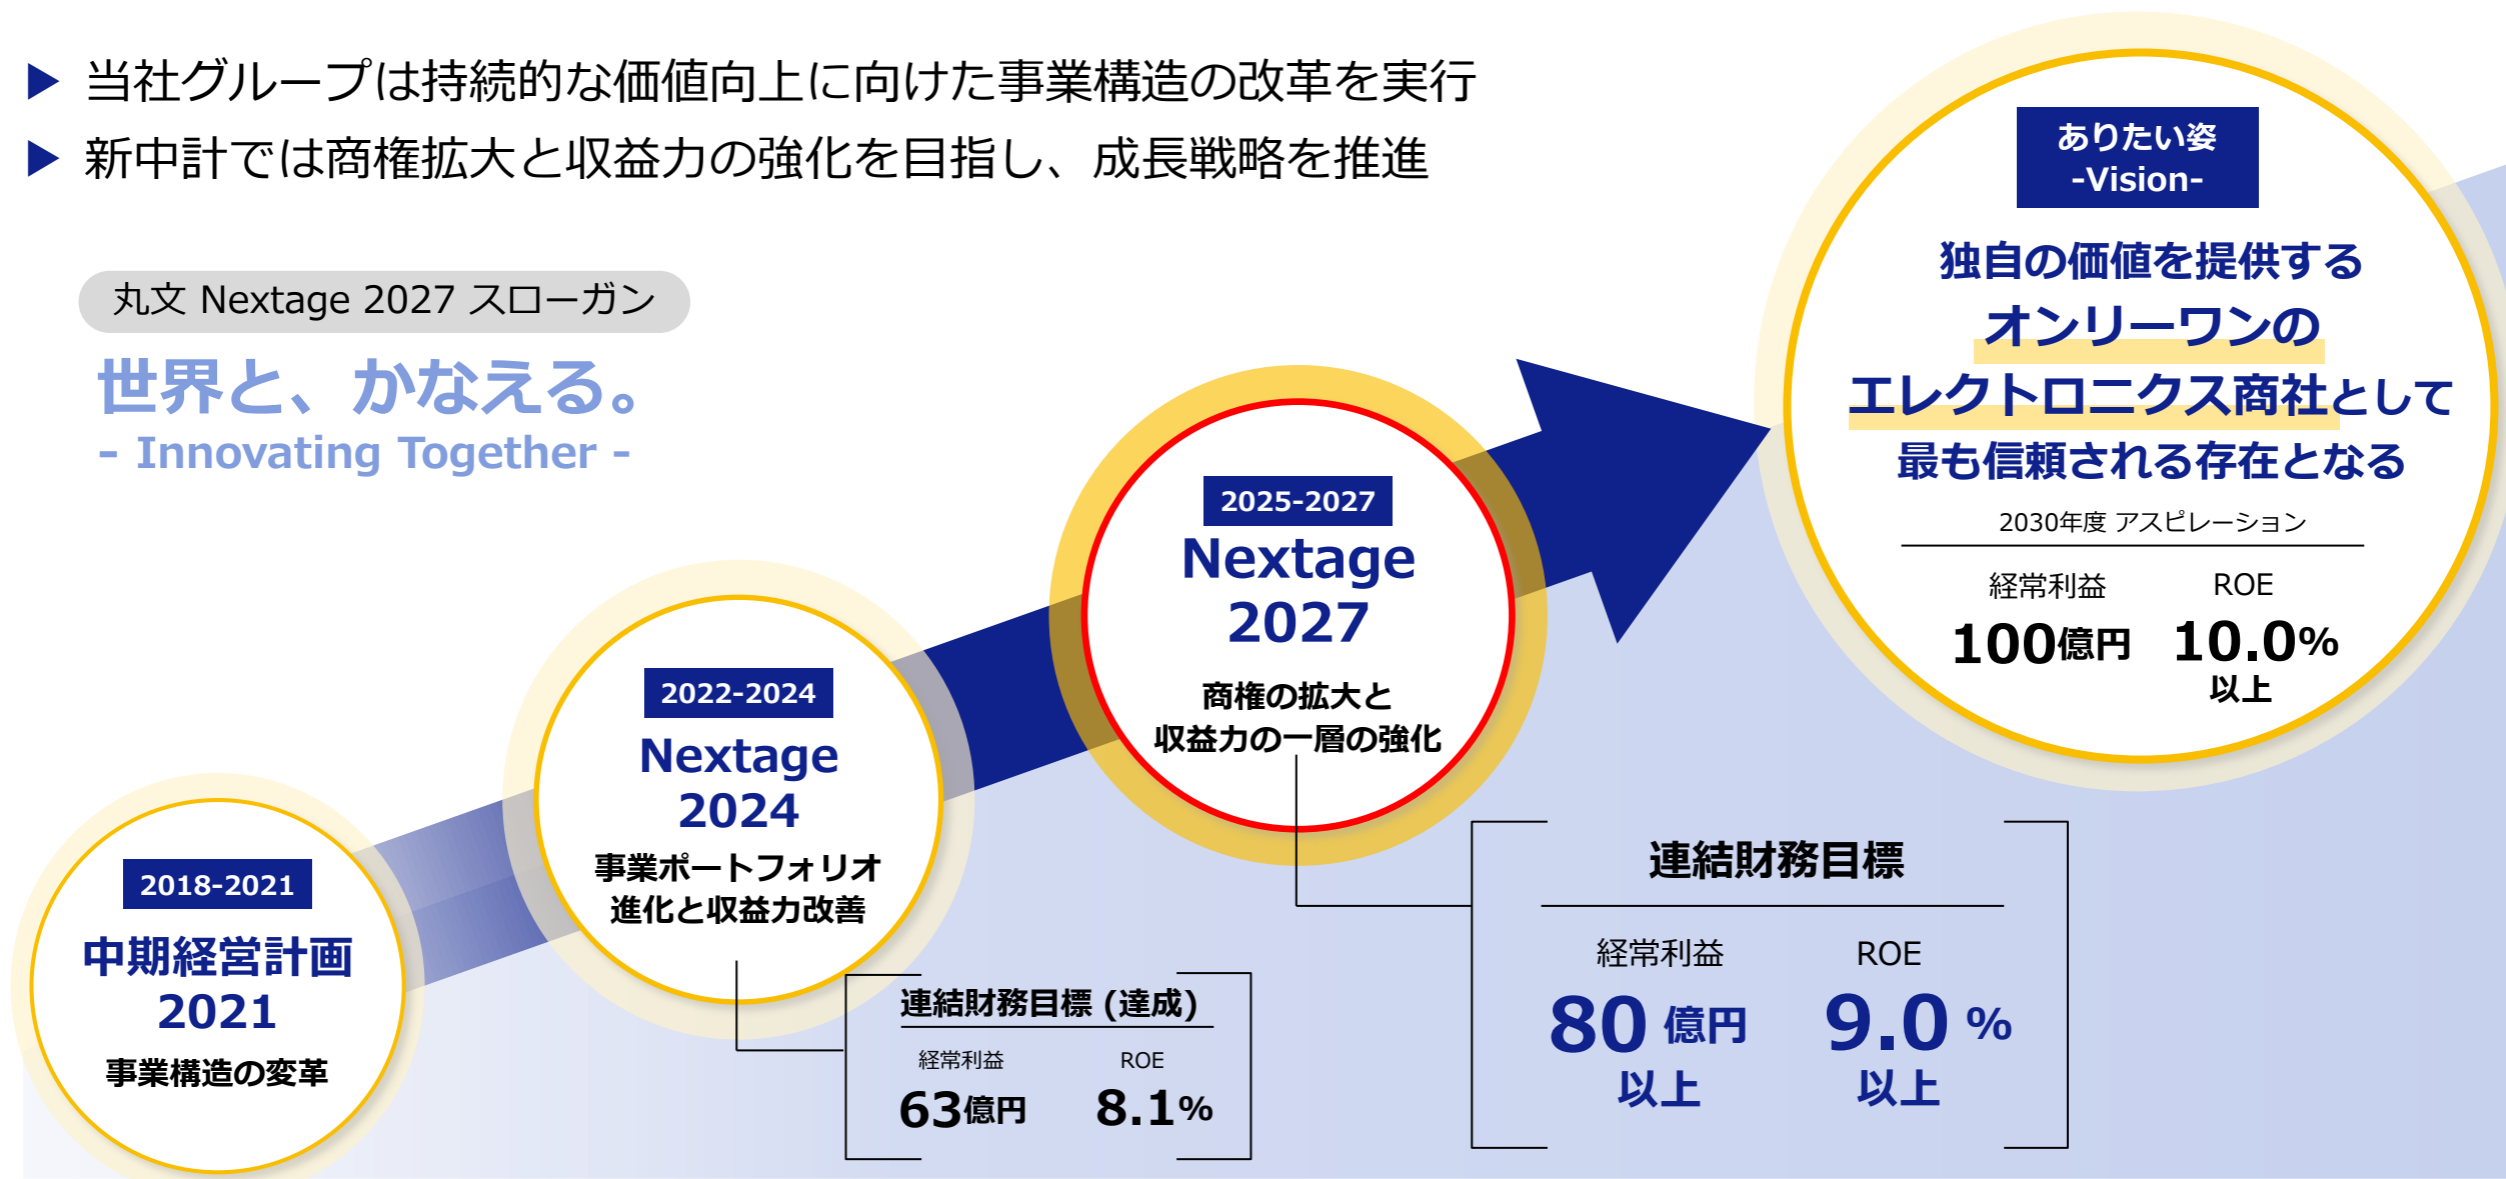 ▶ 当社グループは持続的な価値向上に向けた事業構造の改革を実行
▶ 新中計では商権拡大と収益力の強化を目指し、成長戦略を推進
丸文 Nextage 2027 スローガン
世界と、かなえる。
- Innovating Together -
2018-2021
中期経営計画
2021
事業構造の変革
2022-2024
Nextage
2024
事業ポートフォリオ
進化と収益力改善
連結財務目標 (達成)
経常利益 ROE
63億円 8.1%
2025-2027
Nextage
2027
商権の拡大と
収益力の一層の強化
連結財務目標
経常利益 ROE
80 億円 9.0 %
以上 以上
ありたい姿
-Vision-
独自の価値を提供する
オンリーワンの
エレクトロニクス商社として
最も信頼される存在となる
2030年度 アスピレーション
経常利益 ROE
100億円 10.0%
以上